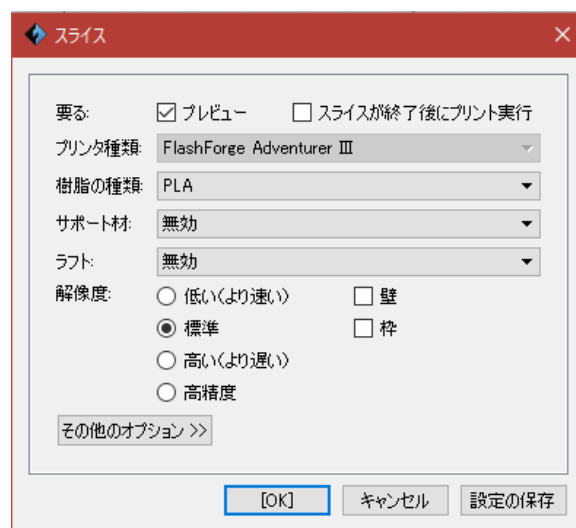 スライス
要る: プレビュー スライスが終了後にプリント実行
プリンタ種類: FlashForge Adventurer Ⅲ
樹脂の種類: PLA
サポート材: 無効
ラフト: 無効
解像度: 低い(より速い) 壁
標準 枠
高い(より遅い)
高精度
その他のオプション >>
[OK] キャンセル 設定の保存